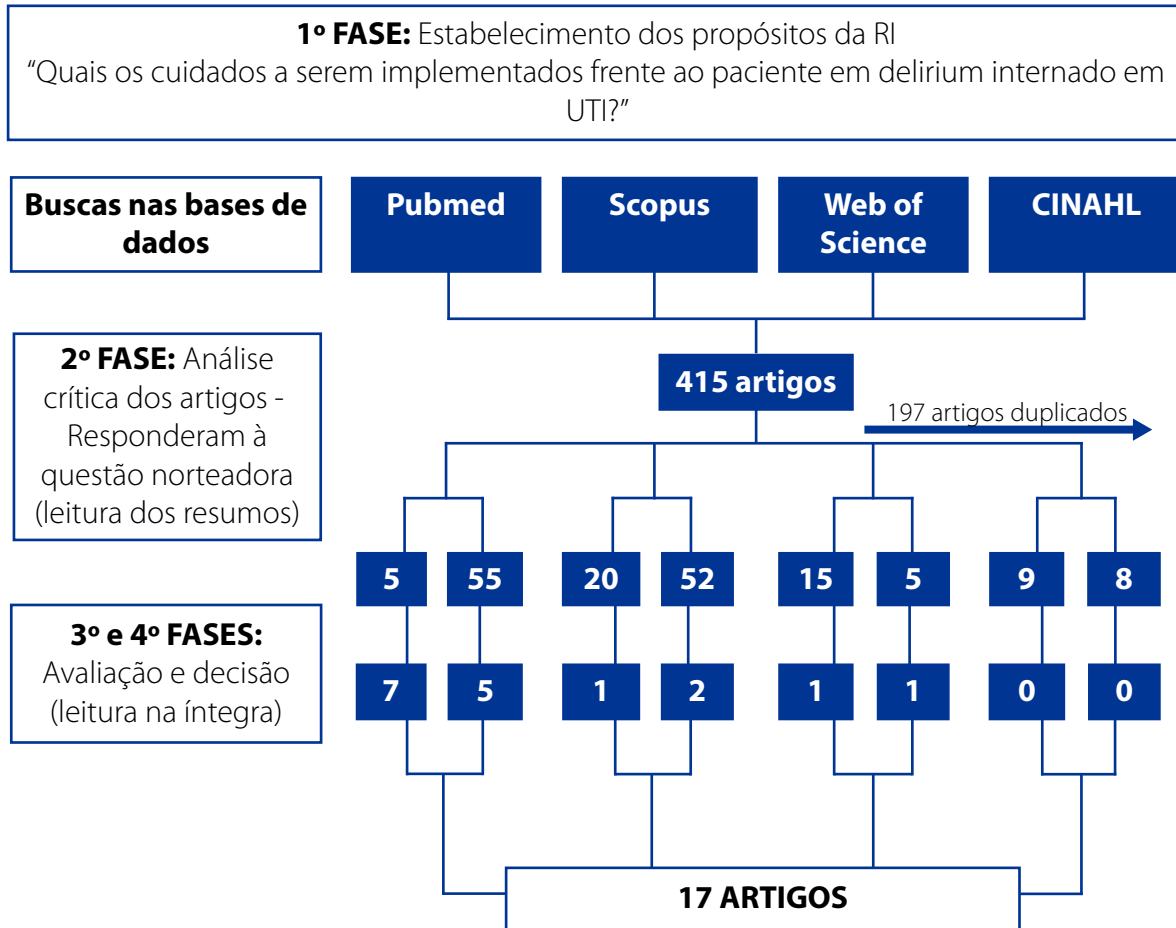 1º FASE: Estabelecimento dos propósitos da RI
“Quais os cuidados a serem implementados frente ao paciente em delirium internado em
UTI?”
Buscas nas bases de
dados
Pubmed
Scopus
Web of
Science
CINAHL
2º FASE: Análise
crítica dos artigos -
Responderam à
questão norteadora
(leitura dos resumos)
415 artigos
197 artigos duplicados
5 55 20 52 15 5 9 8
3º e 4º FASES:
Avaliação e decisão
(leitura na íntegra)
7 5 1 2 1 1 0 0
17 ARTIGOS